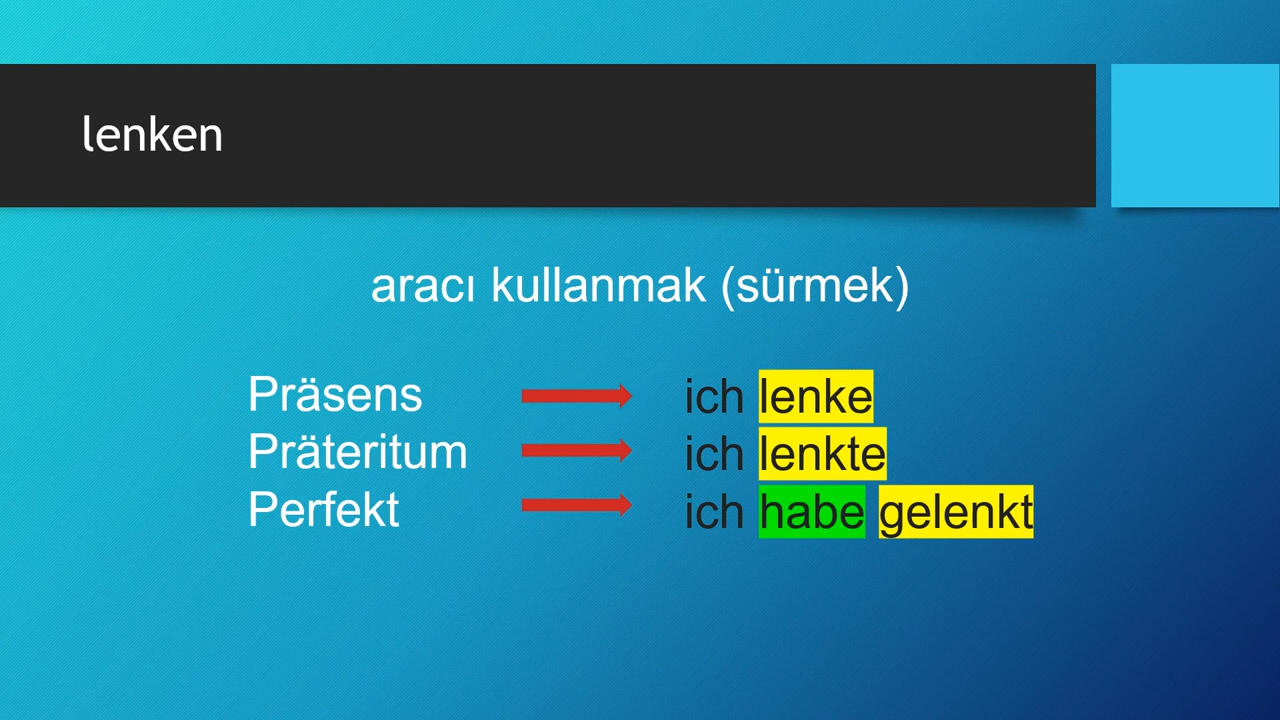 lenken
aracı kullanmak (sürmek)
Präsens ich lenke
Präteritum ich lenkte
Perfekt ich habe gelenkt